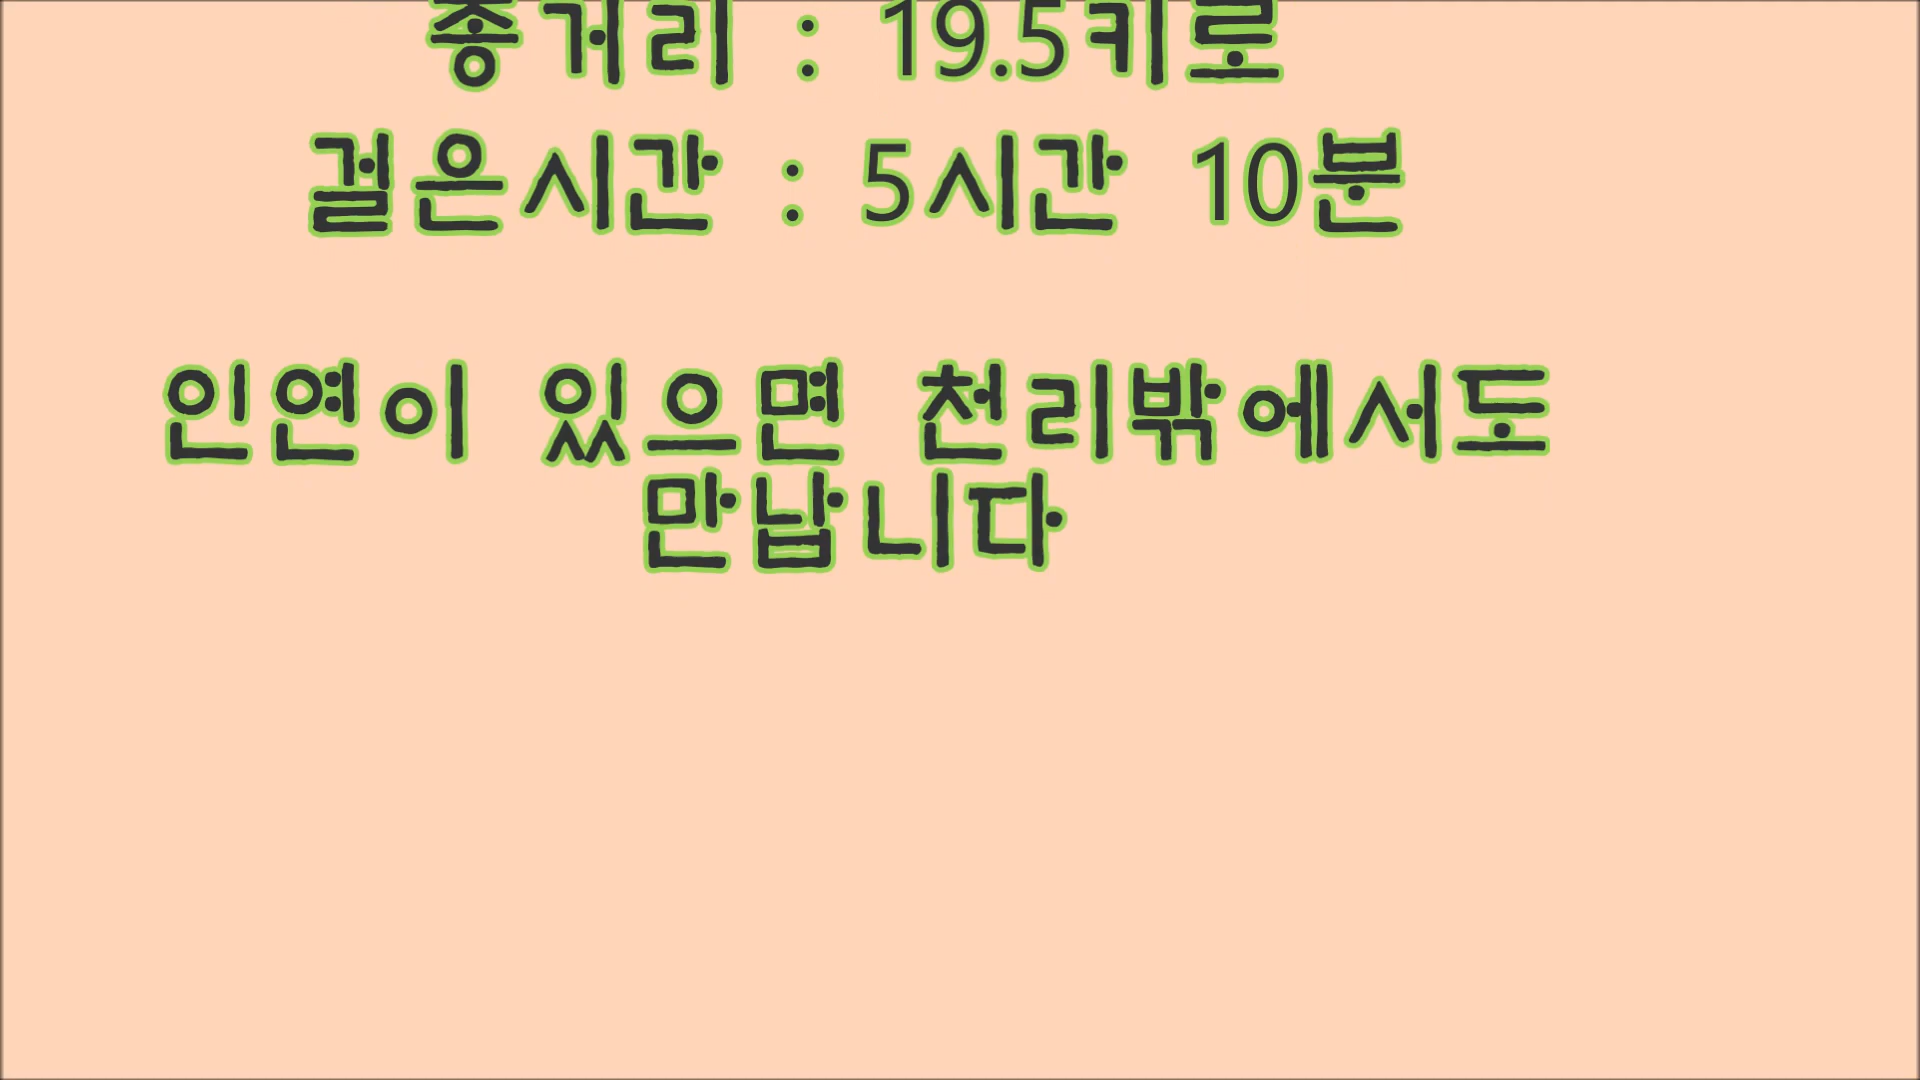 총거리 : 19.5키로
걸은시간 : 5시간 10분
인연이 있으면 천리밖에서도
만납니다